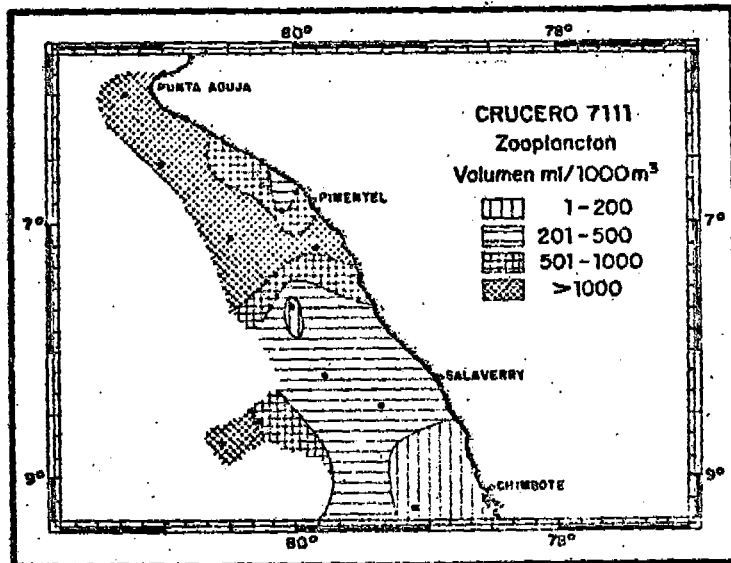 80° 78°
PUNTA AGUJA
CRUCERO 7111
Zooplancton
Volumen ml/1000m³
1-200
201-500
501-1000
>1000
PIMENTEL
7° 7°
SALAVERRY
9° 9°
CHIMBOTE
80° 78°